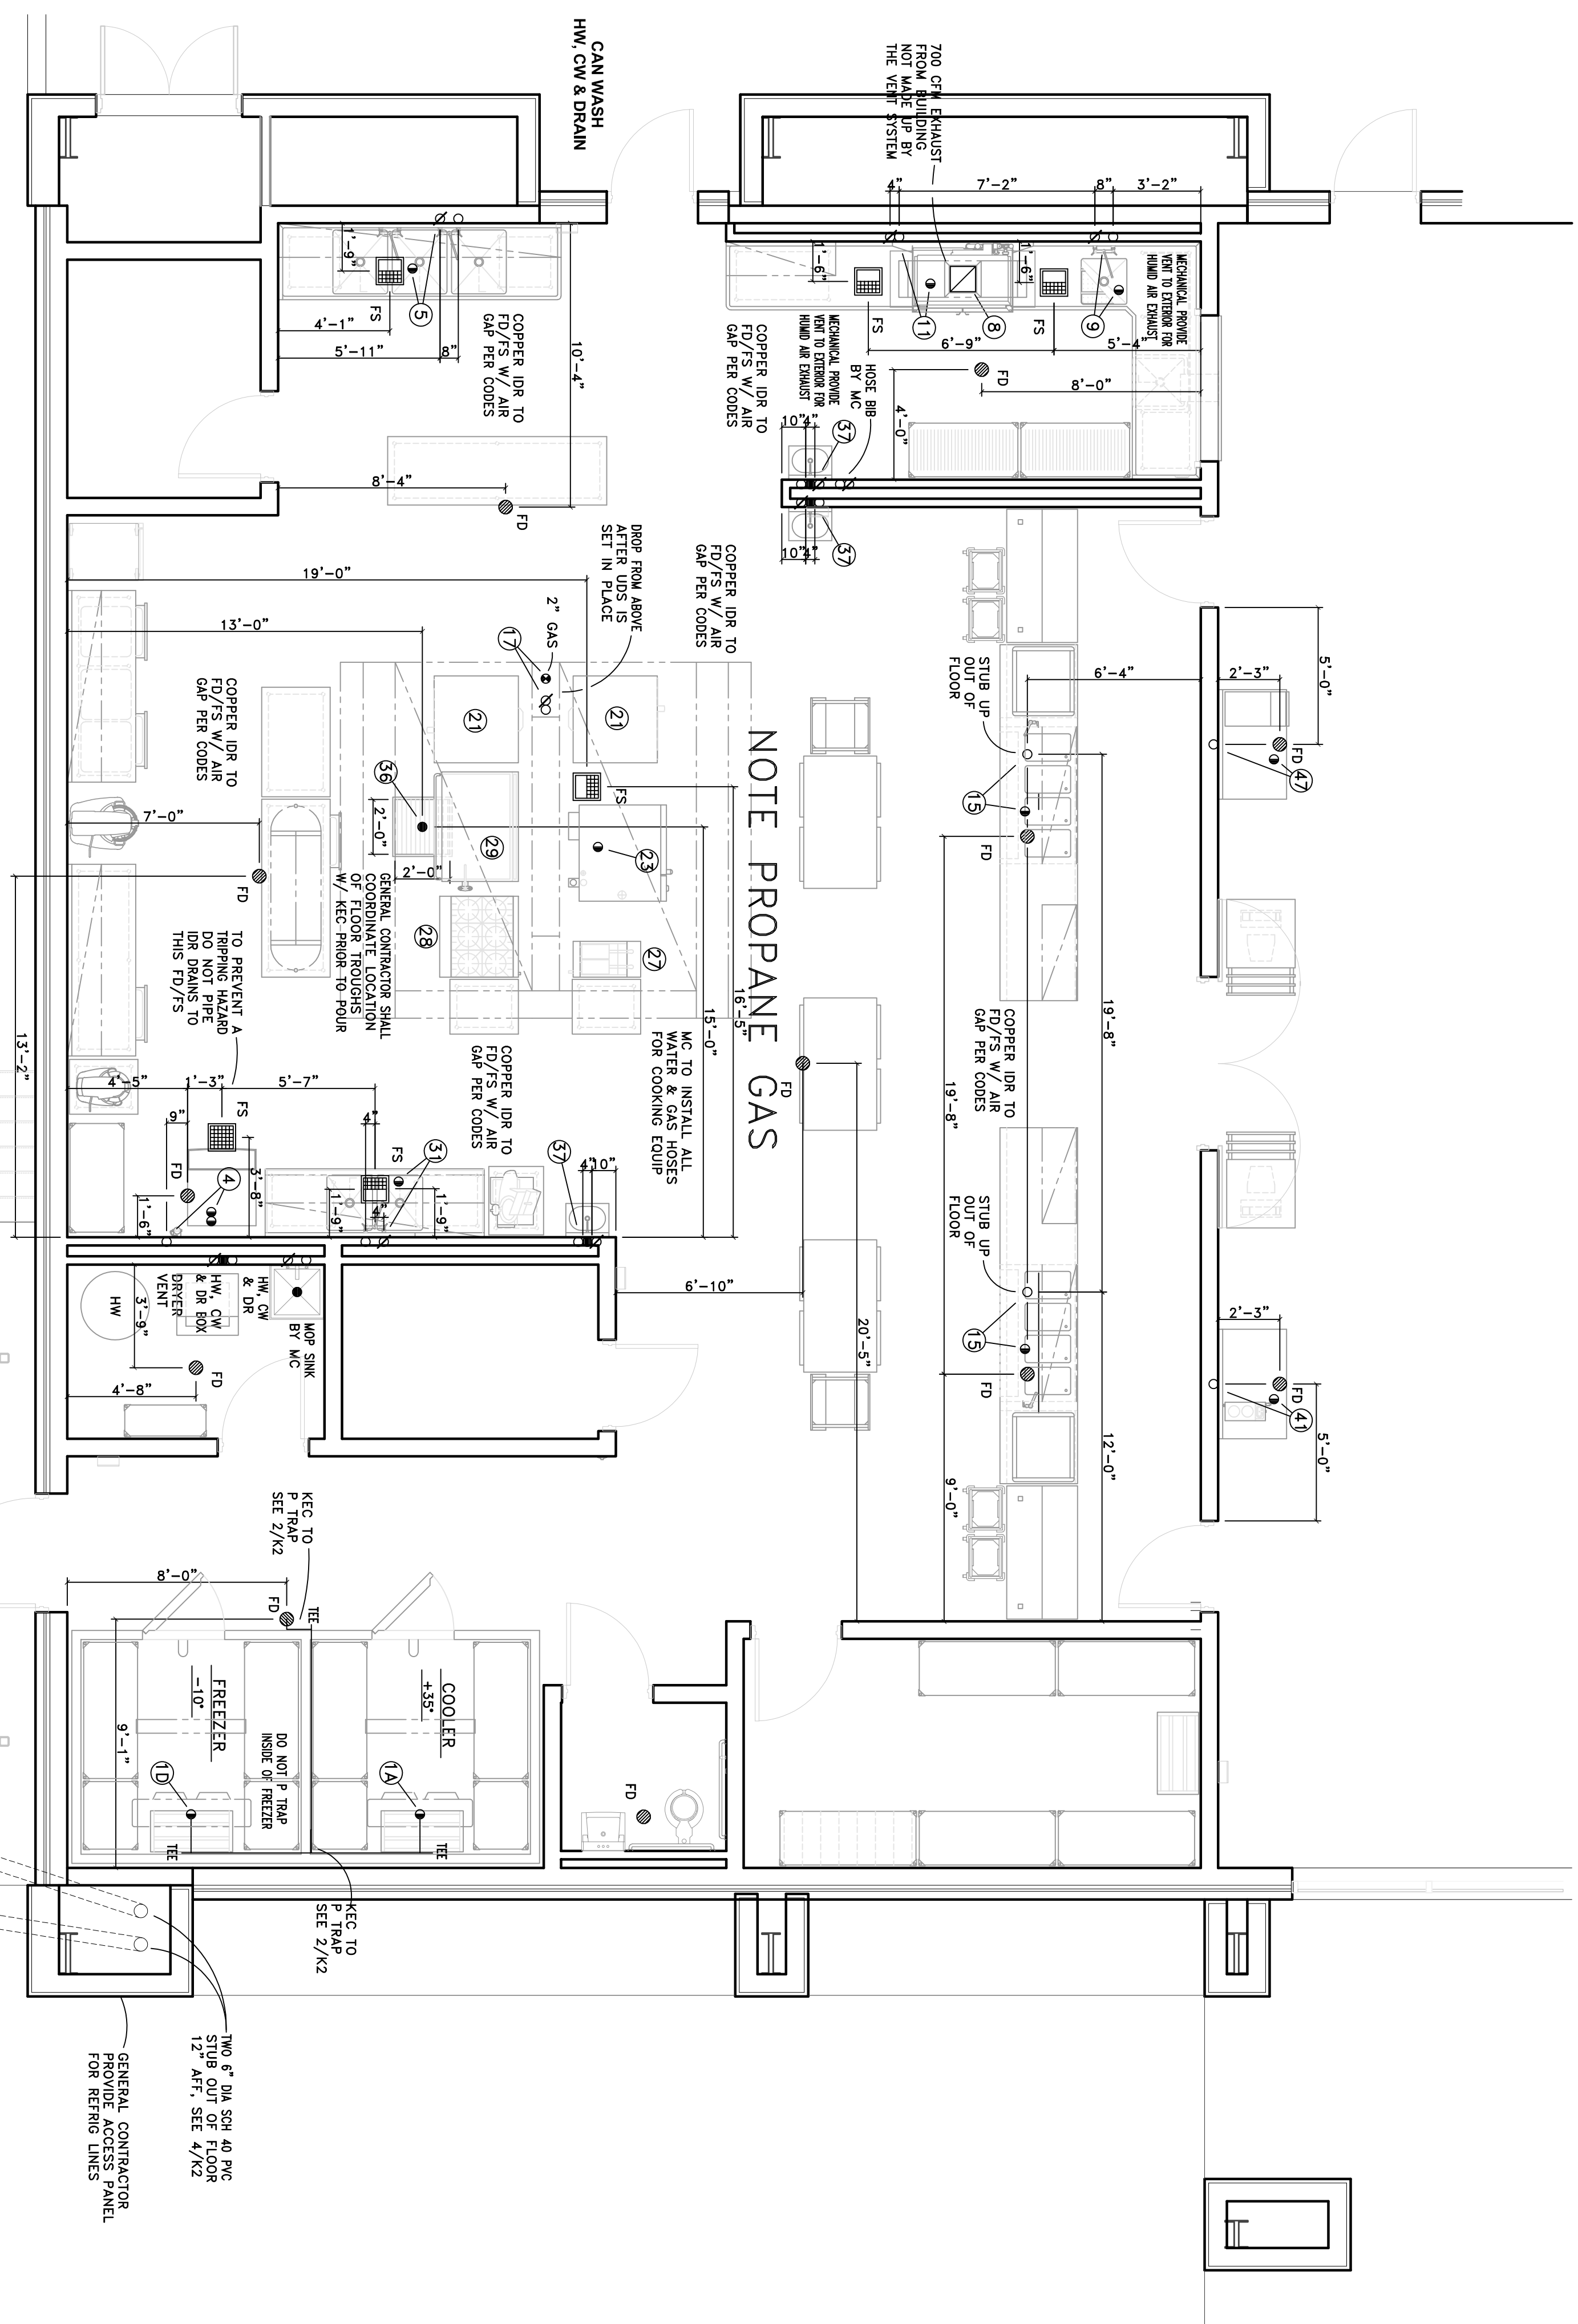 CAN WASH
HW, CW & DRAIN
700 CFM EXHAUST
FROM BUILDING
NOT MADE UP BY
THE VENT SYSTEM
4"
7'-2"
8"
3'-2"
MECHANICAL PROVIDE
VENT TO EXTERIOR FOR
HUMID AIR EXHAUST
1'-6"
1'-6"
FS
11
8
FS
9
6'-9"
5'-4"
FD
8'-0"
4'-0"
1'-9"
FS
5
4'-1"
5'-11"
8"
10'-4"
COPPER IDR TO
FD/FS W/ AIR
GAP PER CODES
COPPER IDR TO
FD/FS W/ AIR
GAP PER CODES
MECHANICAL PROVIDE
VENT TO EXTERIOR FOR
HUMID AIR EXHAUST
HOSE BIB
BY MC
10"
4"
37
10"
4"
37
8'-4"
FD
19'-0"
13'-0"
DROP FROM ABOVE
AFTER UDS IS
SET IN PLACE
2" GAS
17
COPPER IDR TO
FD/FS W/ AIR
GAP PER CODES
COPPER IDR TO
FD/FS W/ AIR
GAP PER CODES
21
21
NOTE PROPANE GAS
36
2'-0"
29
2'-0"
FS
23
28
27
7'-0"
FD
GENERAL CONTRACTOR SHALL
COORDINATE LOCATION
OF FLOOR TROUGHS
W/ KEC PRIOR TO POUR
16'-5"
15'-0"
STUB UP
OUT OF
FLOOR
6'-4"
15
FD
5'-0"
2'-3"
FD
47
19'-8"
19'-8"
COPPER IDR TO
FD/FS W/ AIR
GAP PER CODES
TO PREVENT A
TRIPPING HAZARD
DO NOT PIPE
IDR DRAINS TO
THIS FD/FS
13'-2"
4'-5"
1'-3"
5'-7"
9"
FS
FD
3'-8"
4
1'-6"
4"
FS
31
1'-9"
4"
1'-9"
COPPER IDR TO
FD/FS W/ AIR
GAP PER CODES
MC TO INSTALL ALL
WATER & GAS HOSES
FOR COOKING EQUIP
37
4"
10"
FD
6'-10"
20'-5"
STUB UP
OUT OF
FLOOR
15
FD
12'-0"
9'-0"
2'-3"
FD
41
5'-0"
HW
3'-9"
DRYER
VENT
HW, CW
& DR BOX
HW, CW
& DR
MOP SINK
BY MC
FD
4'-8"
KEC TO
P TRAP
SEE 2/K2
8'-0"
FD
TEE
FREEZER
-10°
COOLER
+35°
9'-1"
DO NOT P TRAP
INSIDE OF FREEZER
1D
1A
TEE
TEE
FD
KEC TO
P TRAP
SEE 2/K2
TWO 6" DIA SCH 40 PVC
STUB OUT OF FLOOR
12" AFF, SEE 4/K2
GENERAL CONTRACTOR
PROVIDE ACCESS PANEL
FOR REFRIG LINES